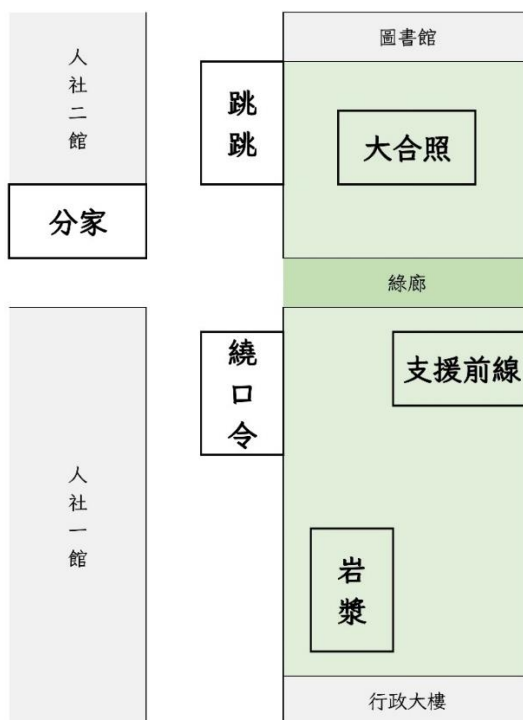 圖書館
人社二館
跳跳
大合照
分家
綠廊
繞口令
支援前線
人社一館
岩漿
行政大樓